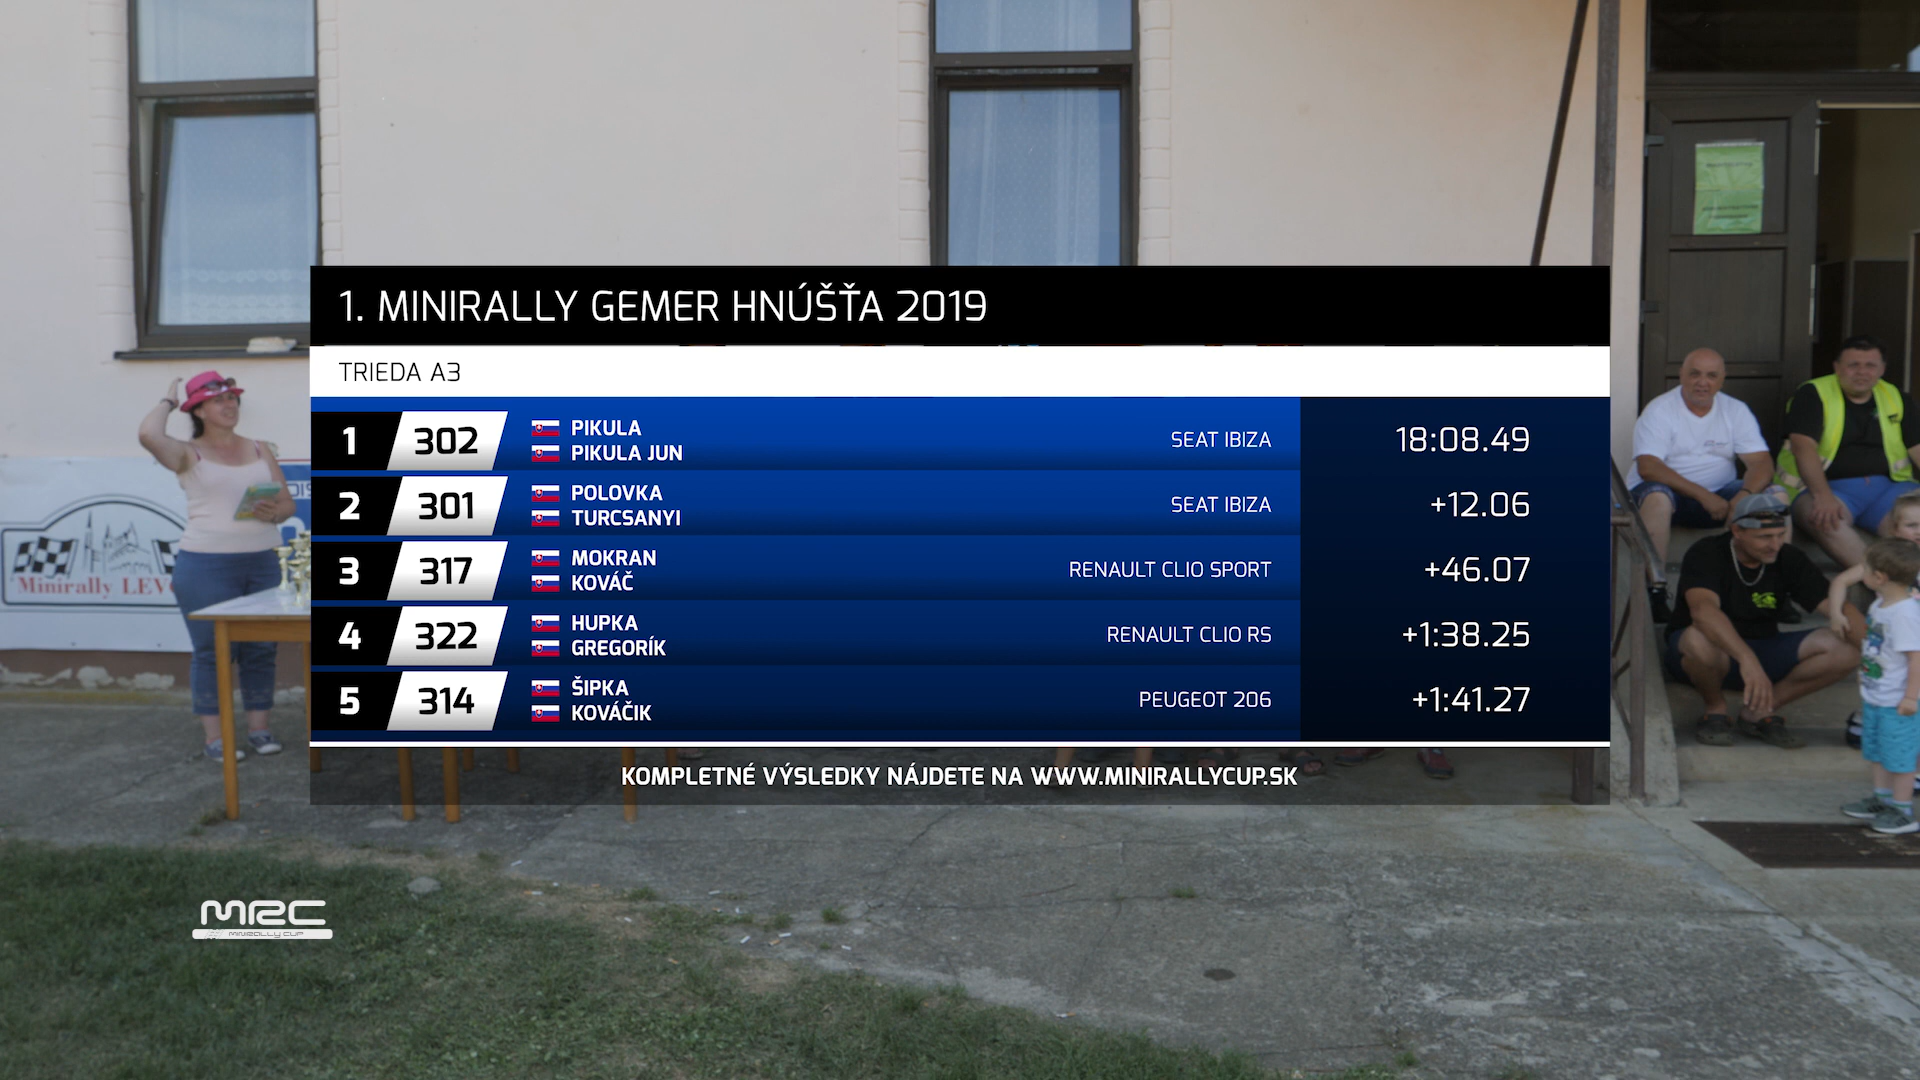 1. MINIRALLY GEMER HNÚŠŤA 2019
TRIEDA A3
1 302 PIKULA PIKULA JUN SEAT IBIZA 18:08.49
2 301 POLOVKA TURCSANYI SEAT IBIZA +12.06
3 317 MOKRAN KOVÁČ RENAULT CLIO SPORT +46.07
4 322 HUPKA GREGORÍK RENAULT CLIO RS +1:38.25
5 314 ŠIPKA KOVÁČIK PEUGEOT 206 +1:41.27
KOMPLETNÉ VÝSLEDKY NÁJDETE NA WWW.MINIRALLYCUP.SK
Minirally
MRC
MINIRALLY CUP